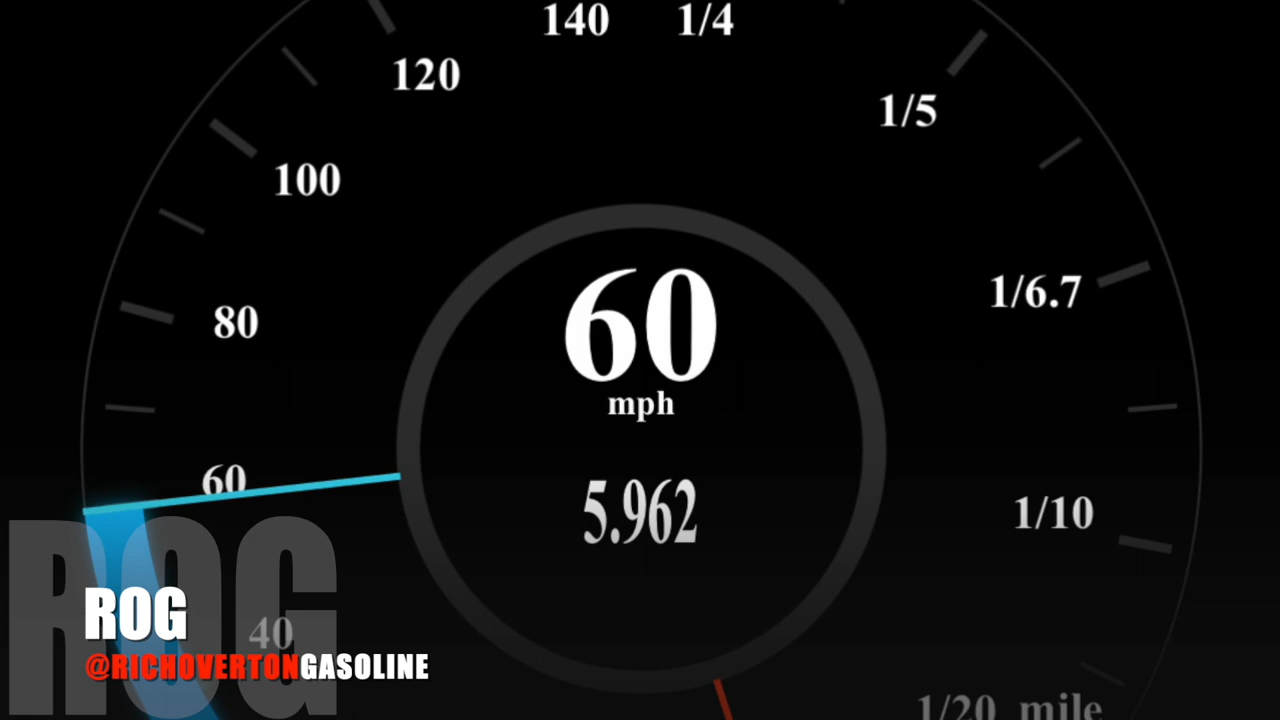 140 1/4
120
1/5
100
1/6.7
80
60
mph
60
5.962
1/10
ROG
ROG
40
@RICHOVERTONGASOLINE
1/20 mile